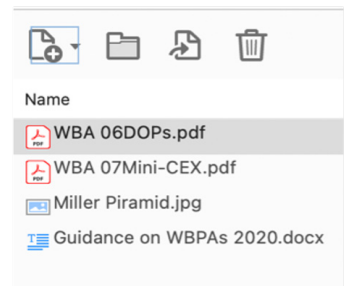 Name
WBA 06DOPs.pdf
WBA 07Mini-CEX.pdf
Miller Piramid.jpg
Guidance on WBPAs 2020.docx